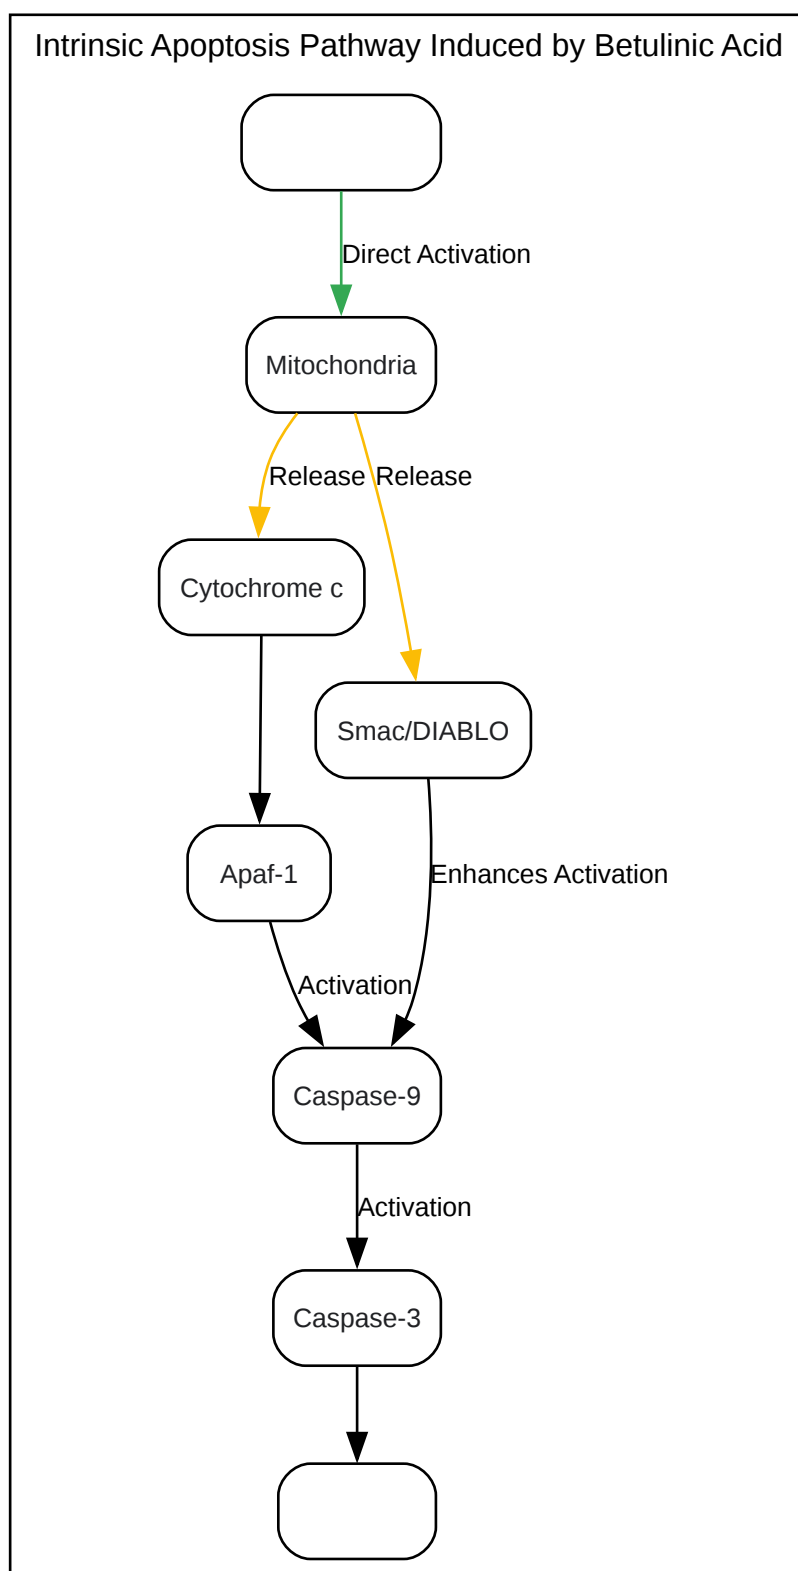 Intrinsic Apoptosis Pathway Induced by Betulinic Acid
Direct Activation
Mitochondria
Release
Release
Cytochrome c
Smac/DIABLO
Apaf-1
Enhances Activation
Activation
Caspase-9
Activation
Caspase-3